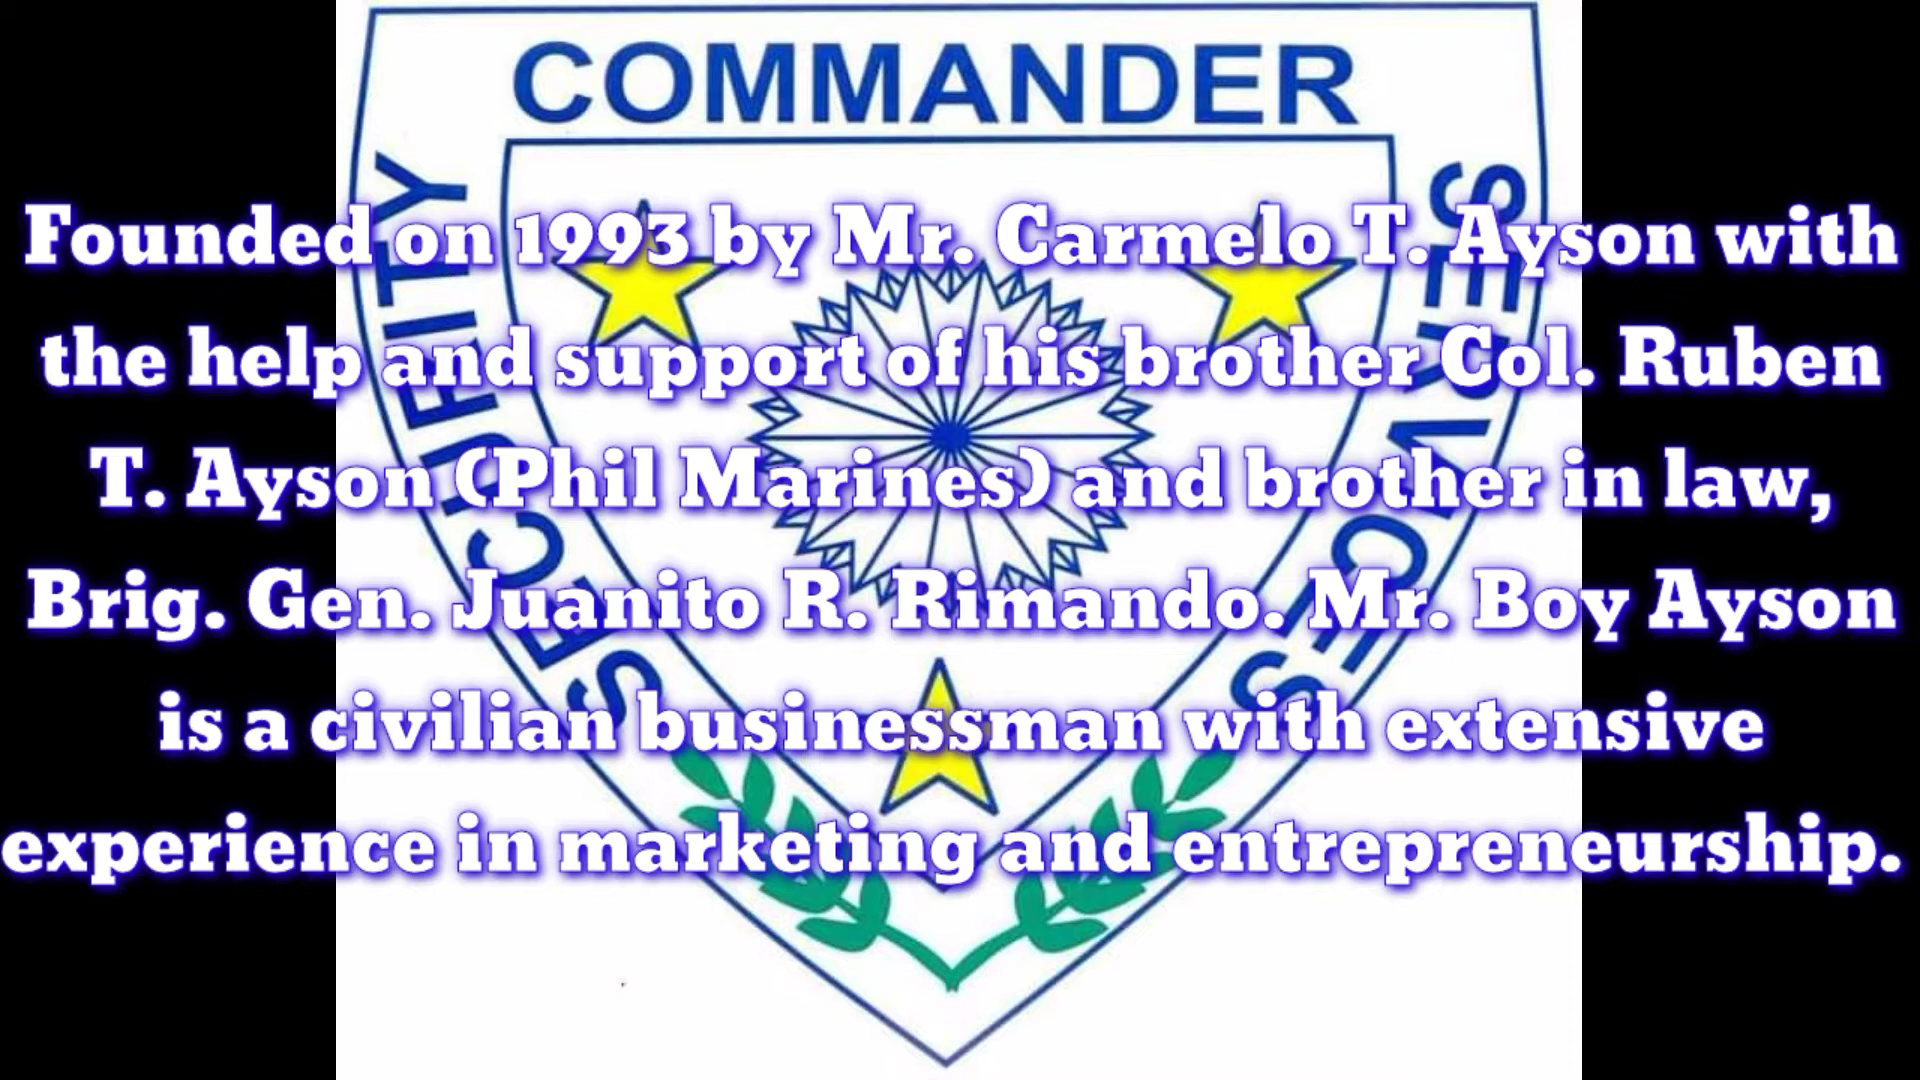 COMMANDER
SECURITY
SERVICES
Founded on 1993 by Mr. Carmelo T. Ayson with
the help and support of his brother Col. Ruben
T. Ayson (Phil Marines) and brother in law,
Brig. Gen. Juanito R. Rimando. Mr. Boy Ayson
is a civilian businessman with extensive
experience in marketing and entrepreneurship.